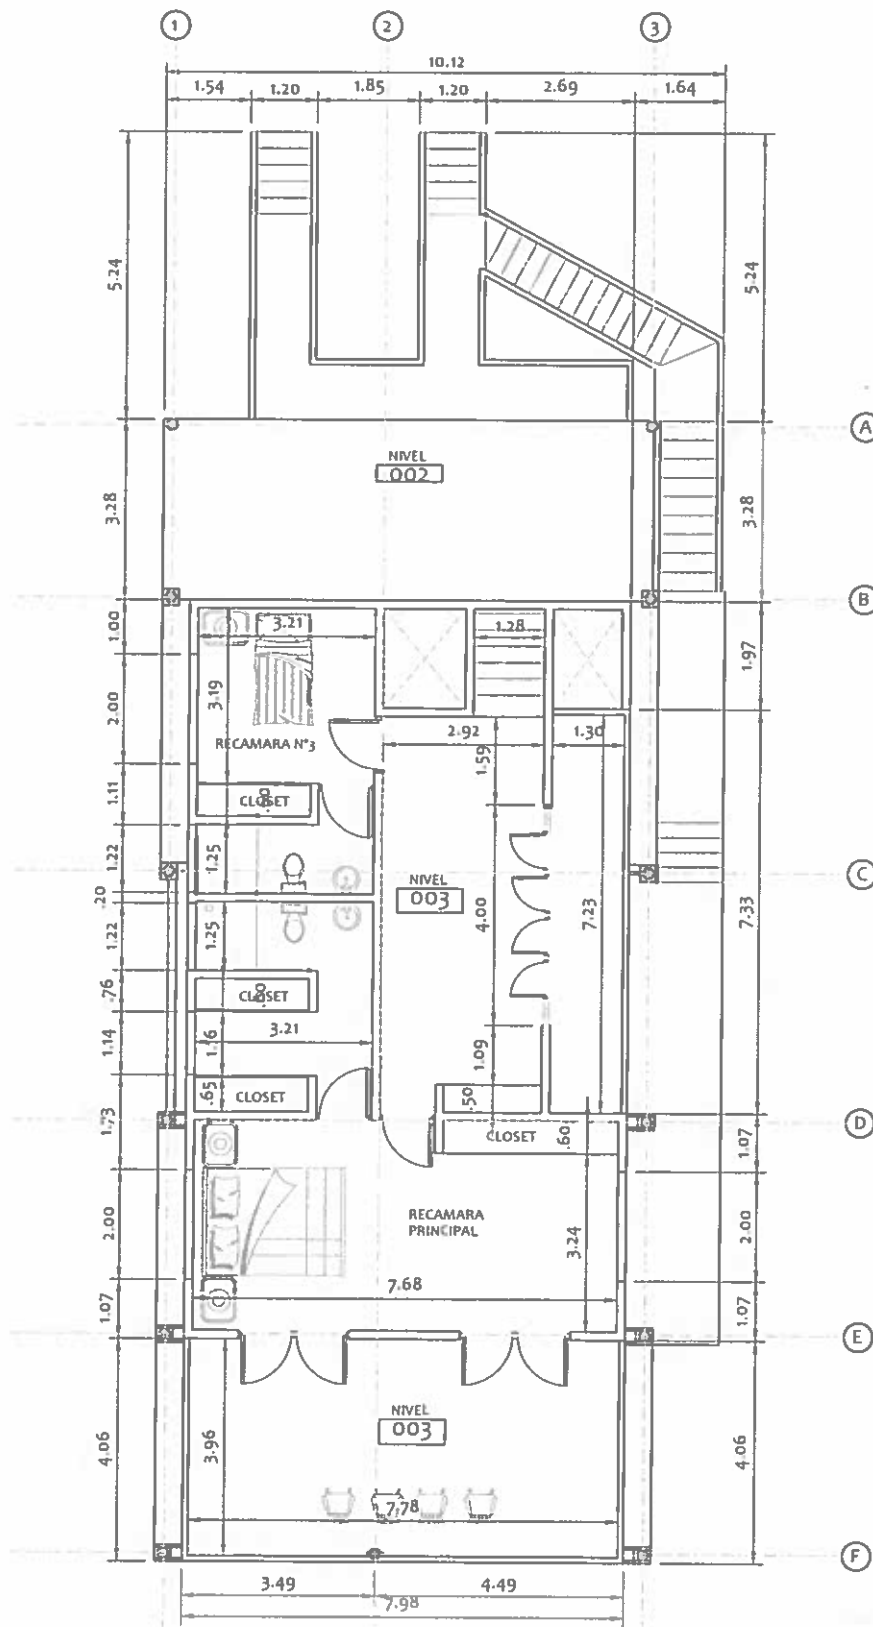 1 2 3
10.12
1.54 1.20 1.85 1.20 2.69 1.64
5.24
5.24
A
NIVEL
002
3.28
3.28
B
1.00
3.21
1.28
1.97
2.00
3.19
RECAMARA N°3
2.92
1.30
1.59
1.11
CLOSET
1.22
1.25
C
NIVEL
003
.20
4.00
7.23
7.33
1.22
1.25
.76
CLOSET
1.14
1.16
3.21
1.09
.65
CLOSET
.50
D
1.73
CLOSET
.60
1.07
RECAMARA
PRINCIPAL
2.00
3.24
2.00
7.68
1.07
1.07
E
NIVEL
003
4.06
3.96
4.06
7.78
F
3.49 4.49
7.98